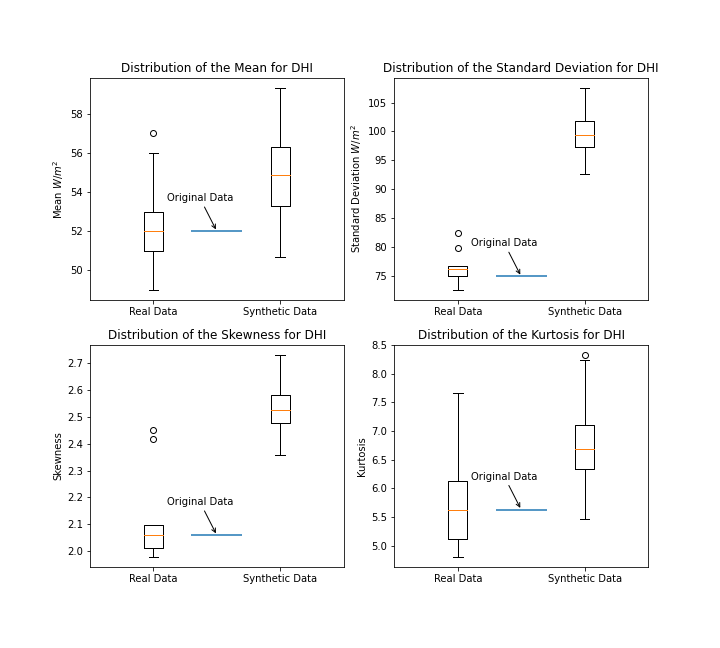 Distribution of the Mean for DHI
Mean W/m²
58
56
54
52
50
Original Data
Real Data
Synthetic Data
Distribution of the Standard Deviation for DHI
Standard Deviation W/m²
105
100
95
90
85
80
75
Original Data
Real Data
Synthetic Data
Distribution of the Skewness for DHI
Skewness
2.7
2.6
2.5
2.4
2.3
2.2
2.1
2.0
Original Data
Real Data
Synthetic Data
Distribution of the Kurtosis for DHI
Kurtosis
8.5
8.0
7.5
7.0
6.5
6.0
5.5
5.0
Original Data
Real Data
Synthetic Data